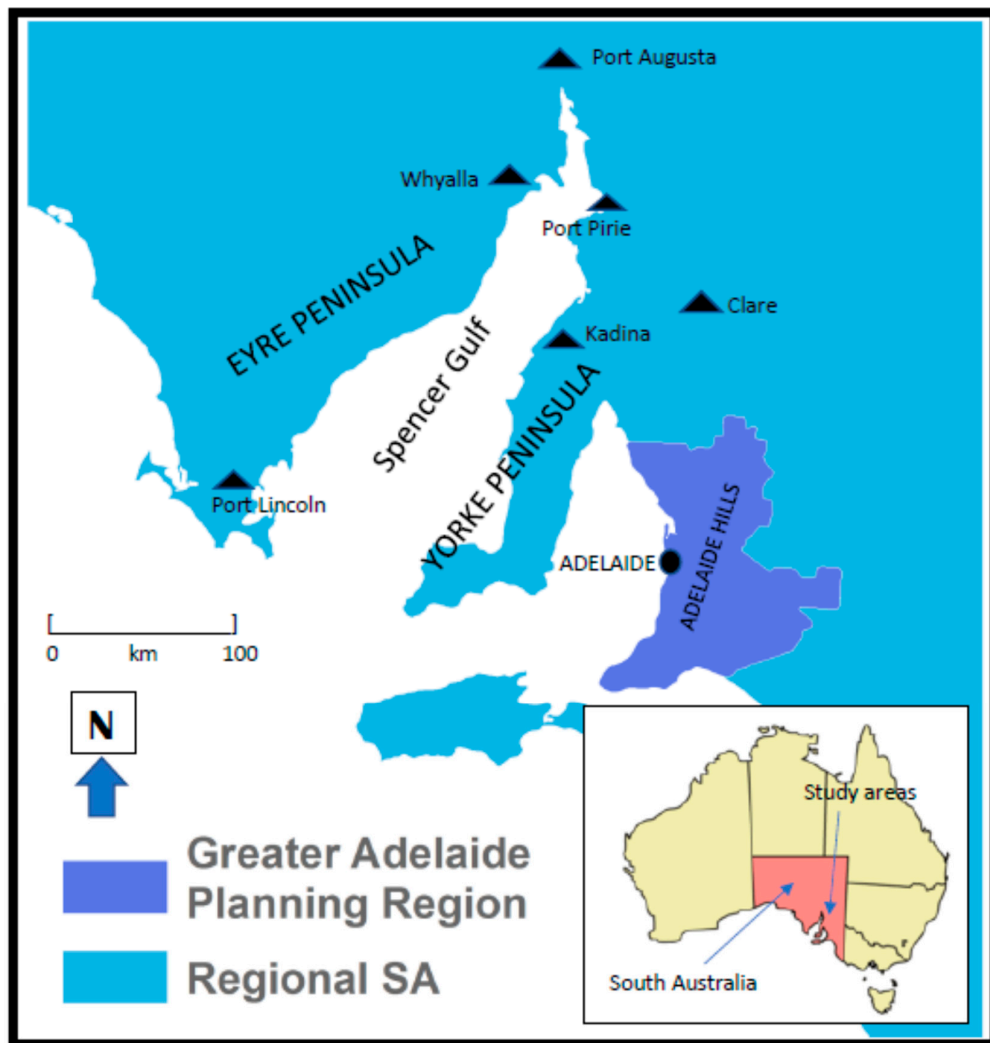 Port Augusta
Whyalla
Port Pirie
EYRE PENINSULA
Clare
Spencer Gulf
Kadina
YORKE PENINSULA
Port Lincoln
ADELAIDE
ADELAIDE HILLS
[ ]
0 km 100
N
Greater Adelaide
Planning Region
Regional SA
Study areas
South Australia